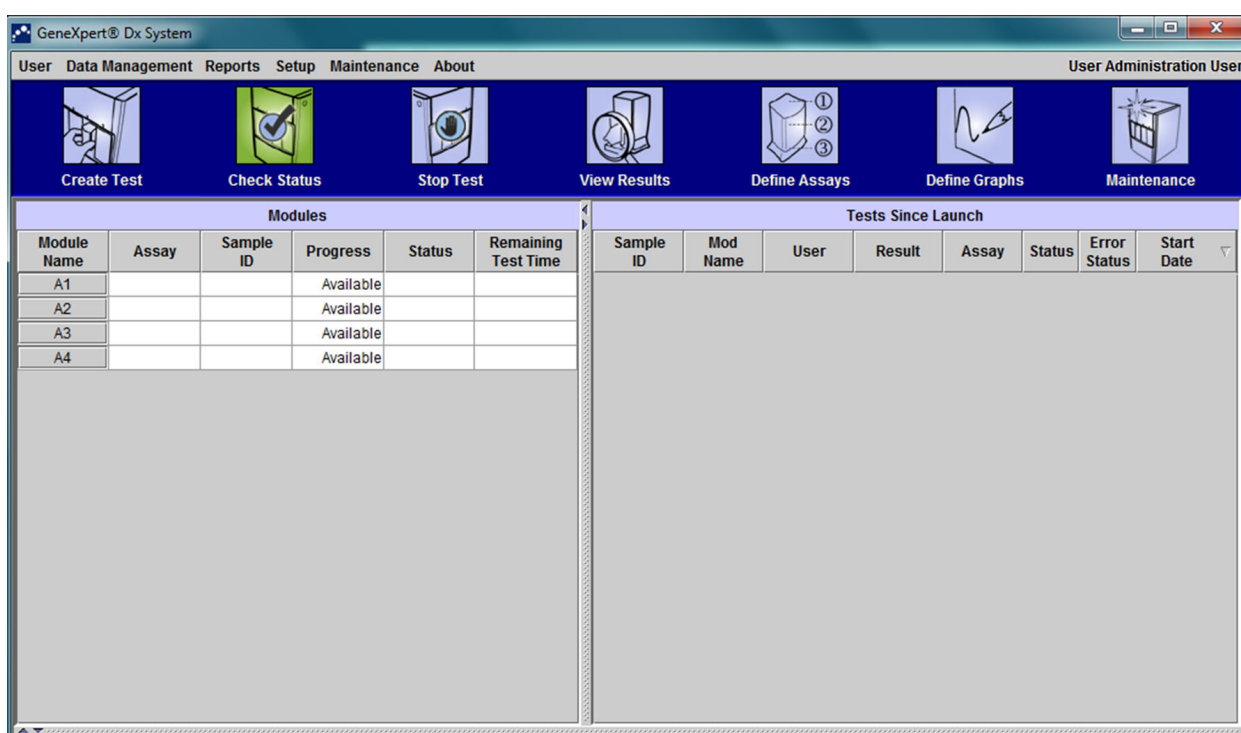 GeneXpert® Dx System
User Data Management Reports Setup Maintenance About User Administration User
1
2
3
Create Test Check Status Stop Test View Results Define Assays Define Graphs Maintenance
Modules Tests Since Launch
Module Name Assay Sample ID Progress Status Remaining Test Time Sample ID Mod Name User Result Assay Status Error Status Start Date
A1 Available
A2 Available
A3 Available
A4 Available